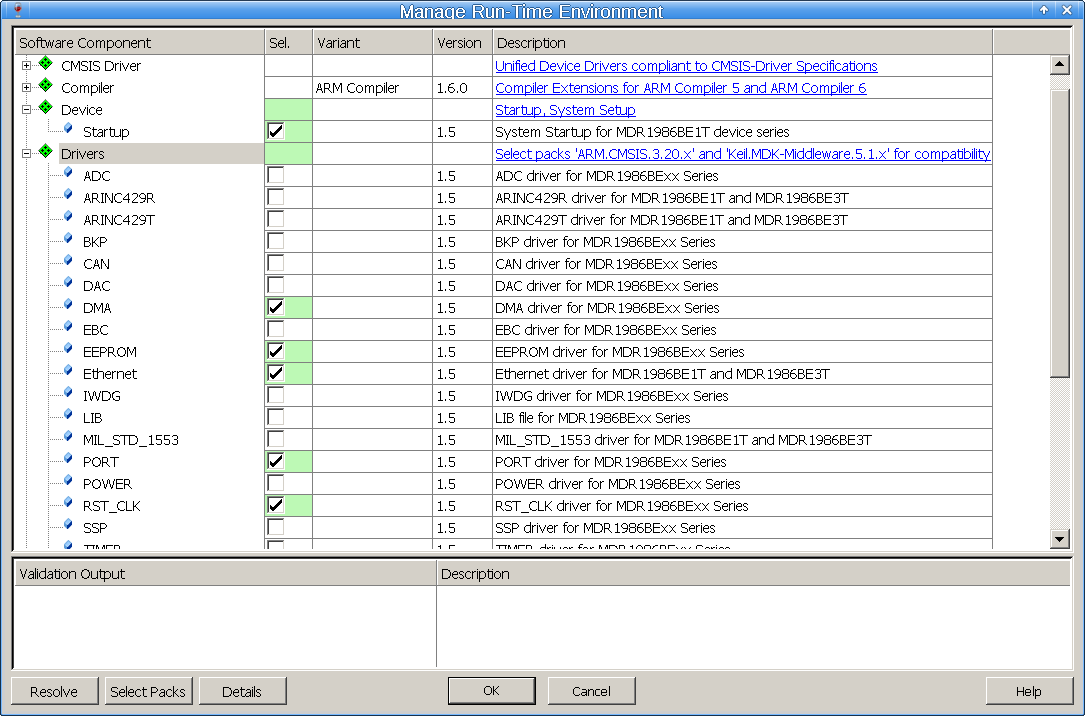 Manage Run-Time Environment
Software Component Sel. Variant Version Description
CMSIS Driver Unified Device Drivers compliant to CMSIS-Driver Specifications
Compiler ARM Compiler 1.6.0 Compiler Extensions for ARM Compiler 5 and ARM Compiler 6
Device Startup, System Setup
Startup 1.5 System Startup for MDR1986BE1T device series
Drivers Select packs 'ARM.CMSIS.3.20.x' and 'Keil.MDK-Middleware.5.1.x' for compatibility
ADC 1.5 ADC driver for MDR1986BExx Series
ARINC429R 1.5 ARINC429R driver for MDR1986BE1T and MDR1986BE3T
ARINC429T 1.5 ARINC429T driver for MDR1986BE1T and MDR1986BE3T
BKP 1.5 BKP driver for MDR1986BExx Series
CAN 1.5 CAN driver for MDR1986BExx Series
DAC 1.5 DAC driver for MDR1986BExx Series
DMA 1.5 DMA driver for MDR1986BExx Series
EBC 1.5 EBC driver for MDR1986BExx Series
EEPROM 1.5 EEPROM driver for MDR1986BExx Series
Ethernet 1.5 Ethernet driver for MDR1986BE1T and MDR1986BE3T
IWDG 1.5 IWDG driver for MDR1986BExx Series
LIB 1.5 LIB file for MDR1986BExx Series
MIL_STD_1553 1.5 MIL_STD_1553 driver for MDR1986BE1T and MDR1986BE3T
PORT 1.5 PORT driver for MDR1986BExx Series
POWER 1.5 POWER driver for MDR1986BExx Series
RST_CLK 1.5 RST_CLK driver for MDR1986BExx Series
SSP 1.5 SSP driver for MDR1986BExx Series
TIMER 1.5 TIMER driver for MDR1986BExx Series
Validation Output Description
Resolve Select Packs Details OK Cancel Help